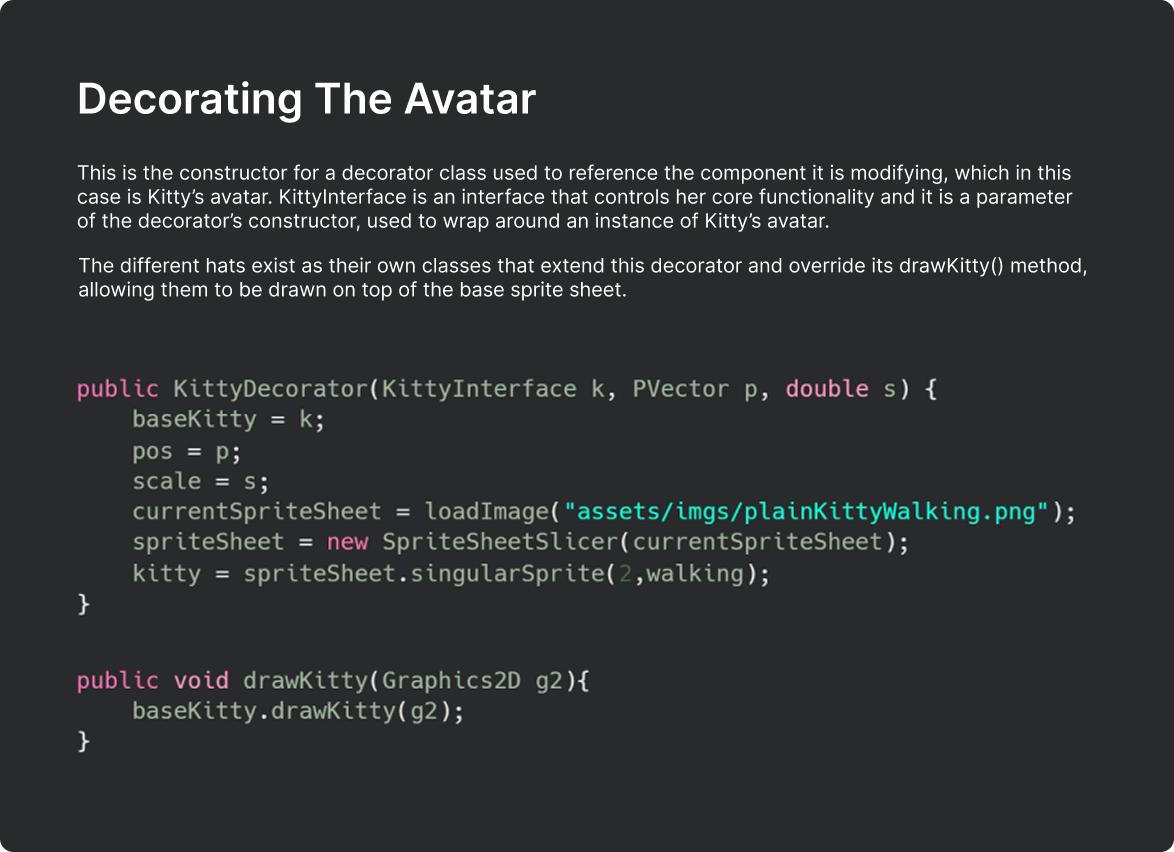 Decorating The Avatar
This is the constructor for a decorator class used to reference the component it is modifying, which in this
case is Kitty’s avatar. KittyInterface is an interface that controls her core functionality and it is a parameter
of the decorator’s constructor, used to wrap around an instance of Kitty’s avatar.
The different hats exist as their own classes that extend this decorator and override its drawKitty() method,
allowing them to be drawn on top of the base sprite sheet.
public KittyDecorator(KittyInterface k, PVector p, double s) {
    baseKitty = k;
    pos = p;
    scale = s;
    currentSpriteSheet = loadImage("assets/imgs/plainKittyWalking.png");
    spriteSheet = new SpriteSheetSlicer(currentSpriteSheet);
    kitty = spriteSheet.singularSprite(2,walking);
}
public void drawKitty(Graphics2D g2){
    baseKitty.drawKitty(g2);
}